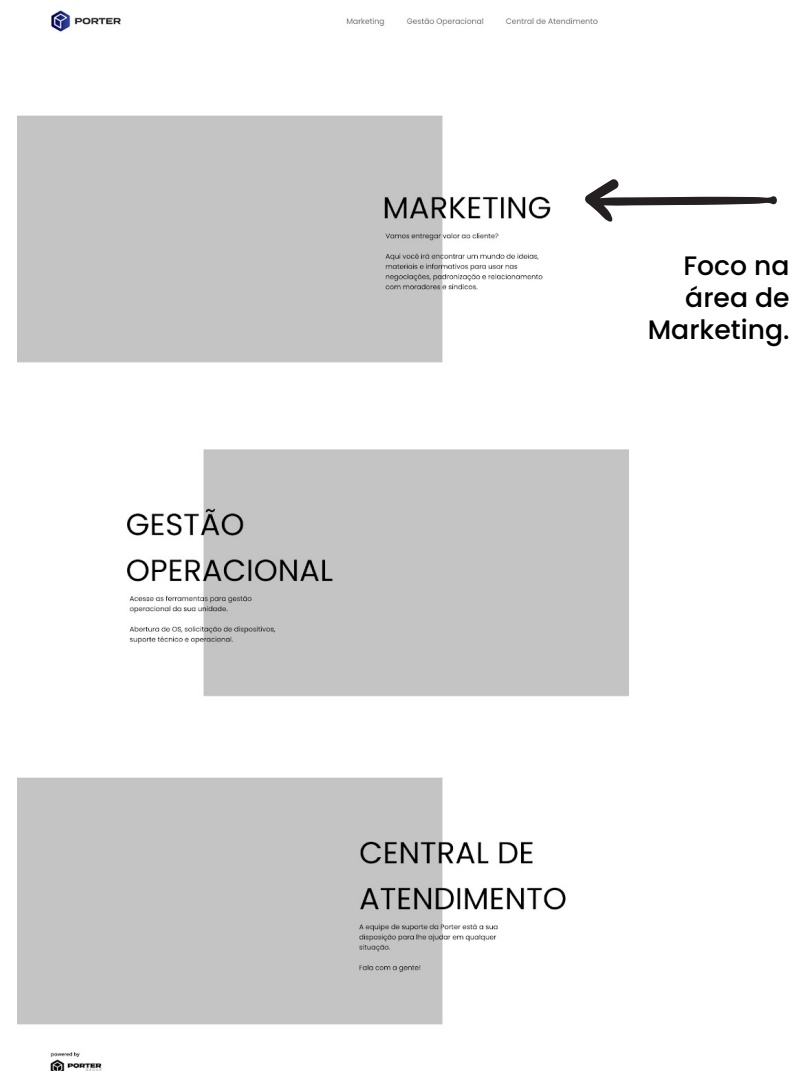 PORTER
Marketing Gestão Operacional Central de Atendimento
MARKETING
Vamos entregar valor ao cliente?
Aqui você irá encontrar um mundo de ideias,
materiais e informativos para usar nas
negociações, padronização e relacionamento
com moradores e síndicos.
Foco na
área de
Marketing.
GESTÃO
OPERACIONAL
Acesse as ferramentas para gestão
operacional da sua unidade.
Abertura de OS, solicitação de dispositivos,
suporte técnico e operacional.
CENTRAL DE
ATENDIMENTO
A equipe de suporte da Porter está a sua
disposição para lhe ajudar em qualquer
situação.
Fala com a gente!
powered by
PORTER